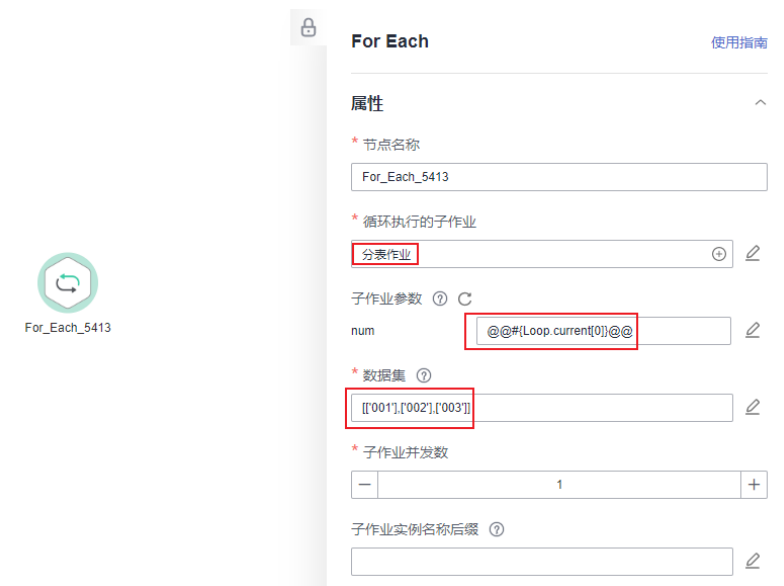 For Each
使用指南
属性
* 节点名称
For_Each_5413
* 循环执行的子作业
分表作业
子作业参数
num
@@#{Loop.current[0]}@@
For_Each_5413
* 数据集
[['001'],['002'],['003']]
* 子作业并发数
1
子作业实例名称后缀